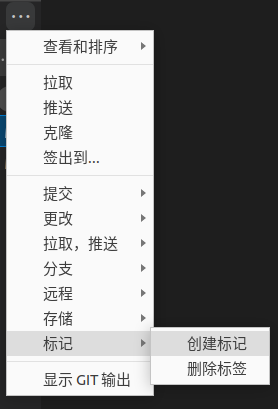 查看和排序
拉取
推送
克隆
签出到...
提交
更改
拉取，推送
分支
远程
存储
标记
创建标记
删除标签
显示 GIT 输出